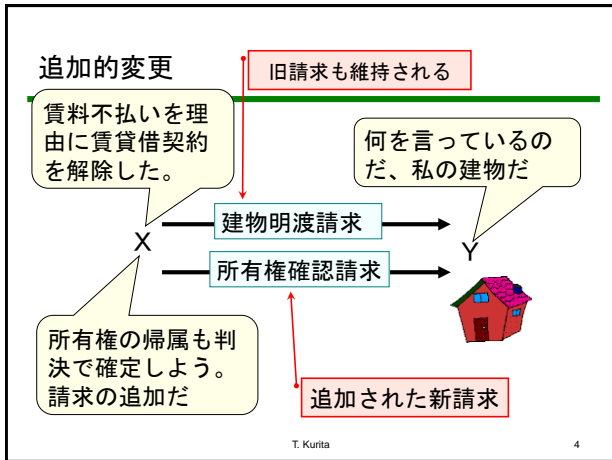 追加的変更
旧請求も維持される
賃料不払いを理
由に賃貸借契約
を解除した。
何を言っているの
だ、私の建物だ
建物明渡請求
X
Y
所有権確認請求
所有権の帰属も判
決で確定しよう。
請求の追加だ
追加された新請求
T. Kurita
4